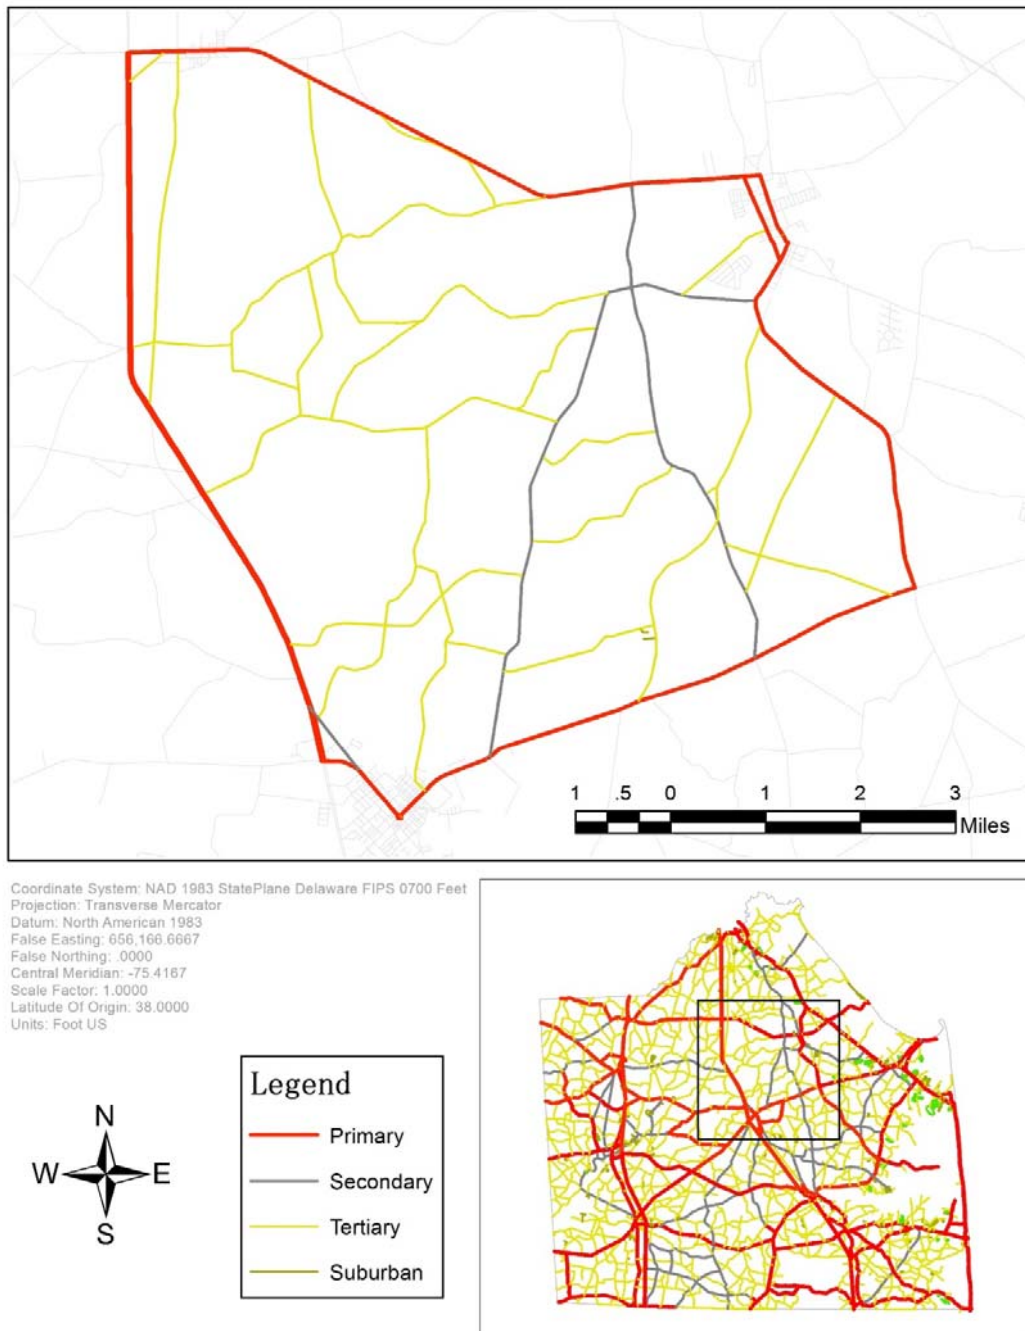 1 .5 0 1 2 3
Miles
Coordinate System: NAD 1983 StatePlane Delaware FIPS 0700 Feet
Projection: Transverse Mercator
Datum: North American 1983
False Easting: 656,166.6667
False Northing: .0000
Central Meridian: -75.4167
Scale Factor: 1.0000
Latitude Of Origin: 38.0000
Units: Foot US
N
W E
S
Legend
Primary
Secondary
Tertiary
Suburban